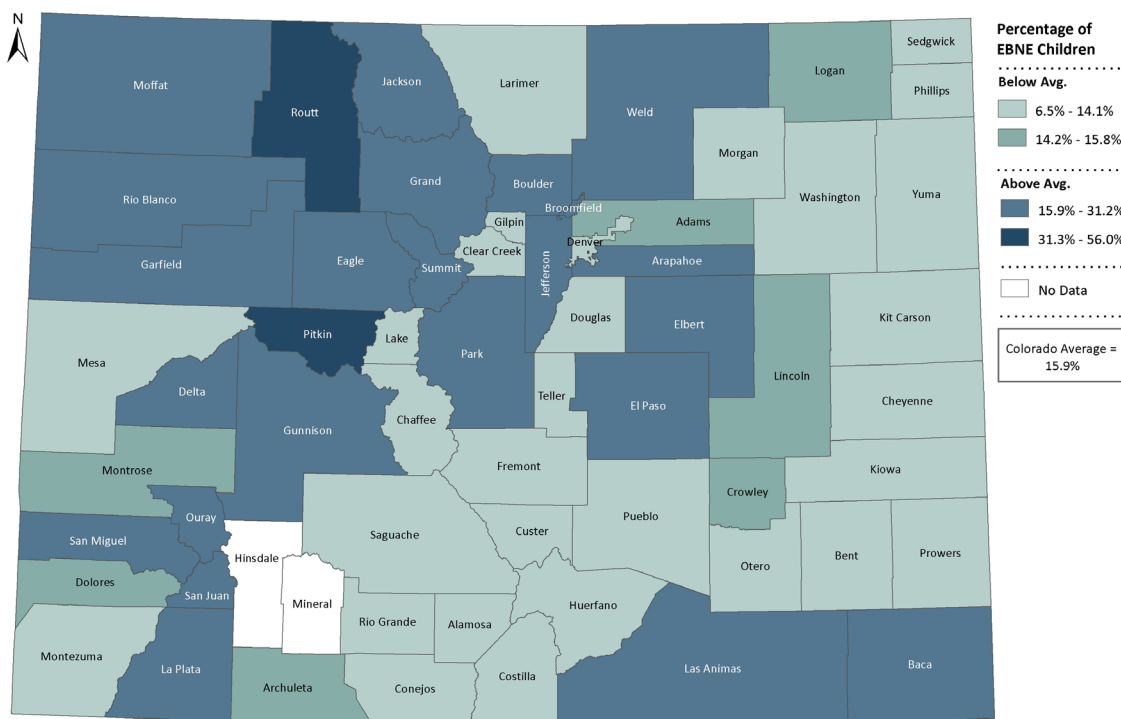 N
Percentage of
EBNE Children
Below Avg.
6.5% - 14.1%
14.2% - 15.8%
Above Avg.
15.9% - 31.2%
31.3% - 56.0%
No Data
Colorado Average =
15.9%
Moffat
Routt
Jackson
Larimer
Weld
Logan
Sedgwick
Phillips
Morgan
Washington
Yuma
Rio Blanco
Grand
Boulder
Broomfield
Gilpin
Adams
Clear Creek
Denver
Garfield
Eagle
Summit
Jefferson
Arapahoe
Pitkin
Lake
Park
Douglas
Elbert
Kit Carson
Mesa
Delta
Lincoln
Teller
El Paso
Cheyenne
Gunnison
Chaffee
Fremont
Montrose
Kiowa
Crowley
Ouray
Pueblo
San Miguel
Hinsdale
Saguache
Custer
Otero
Bent
Prowers
Dolores
San Juan
Mineral
Rio Grande
Alamosa
Huerfano
Montezuma
La Plata
Archuleta
Conejos
Costilla
Las Animas
Baca